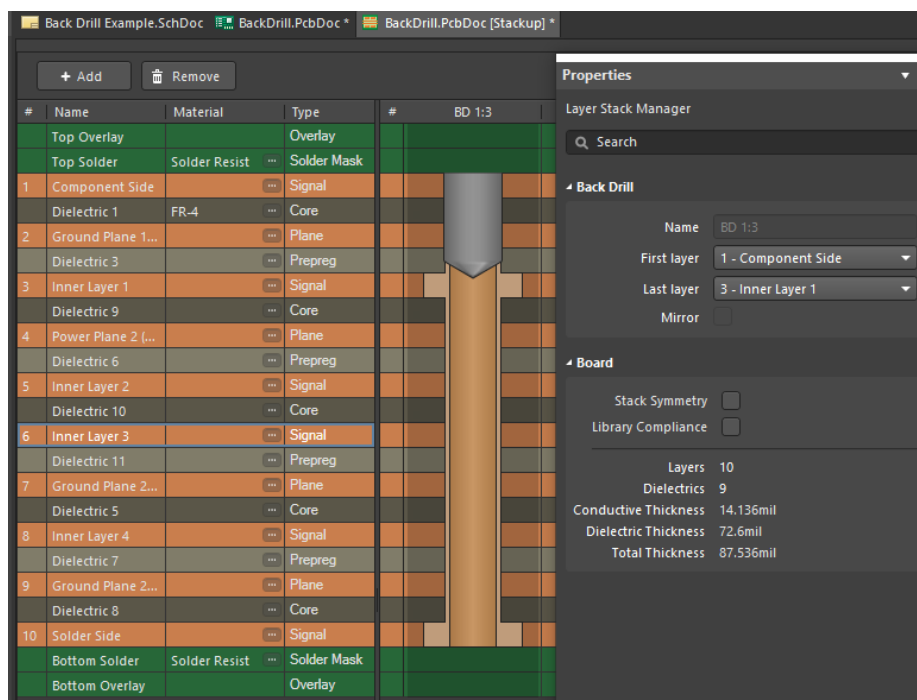 Back Drill Example.SchDoc BackDrill.PcbDoc * BackDrill.PcbDoc [Stackup] *
+ Add Remove
# Name Material Type # BD 1:3
Top Overlay Overlay
Top Solder Solder Resist ... Solder Mask
1 Component Side ... Signal
Dielectric 1 FR-4 ... Core
2 Ground Plane 1... ... Plane
Dielectric 3 ... Prepreg
3 Inner Layer 1 ... Signal
Dielectric 9 ... Core
4 Power Plane 2 (... ... Plane
Dielectric 6 ... Prepreg
5 Inner Layer 2 ... Signal
Dielectric 10 ... Core
6 Inner Layer 3 ... Signal
Dielectric 11 ... Prepreg
7 Ground Plane 2... ... Plane
Dielectric 5 ... Core
8 Inner Layer 4 ... Signal
Dielectric 7 ... Prepreg
9 Ground Plane 2... ... Plane
Dielectric 8 ... Core
10 Solder Side ... Signal
Bottom Solder Solder Resist ... Solder Mask
Bottom Overlay Overlay
Properties
Layer Stack Manager
Search
Back Drill
Name BD 1:3
First layer 1 - Component Side
Last layer 3 - Inner Layer 1
Mirror
Board
Stack Symmetry
Library Compliance
Layers 10
Dielectrics 9
Conductive Thickness 14.136mil
Dielectric Thickness 72.6mil
Total Thickness 87.536mil